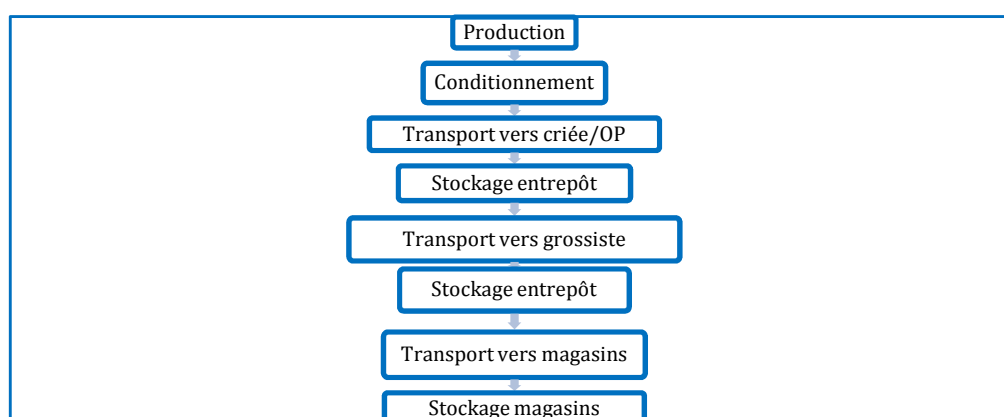 Production
Conditionnement
Transport vers criée/OP
Stockage entrepôt
Transport vers grossiste
Stockage entrepôt
Transport vers magasins
Stockage magasins